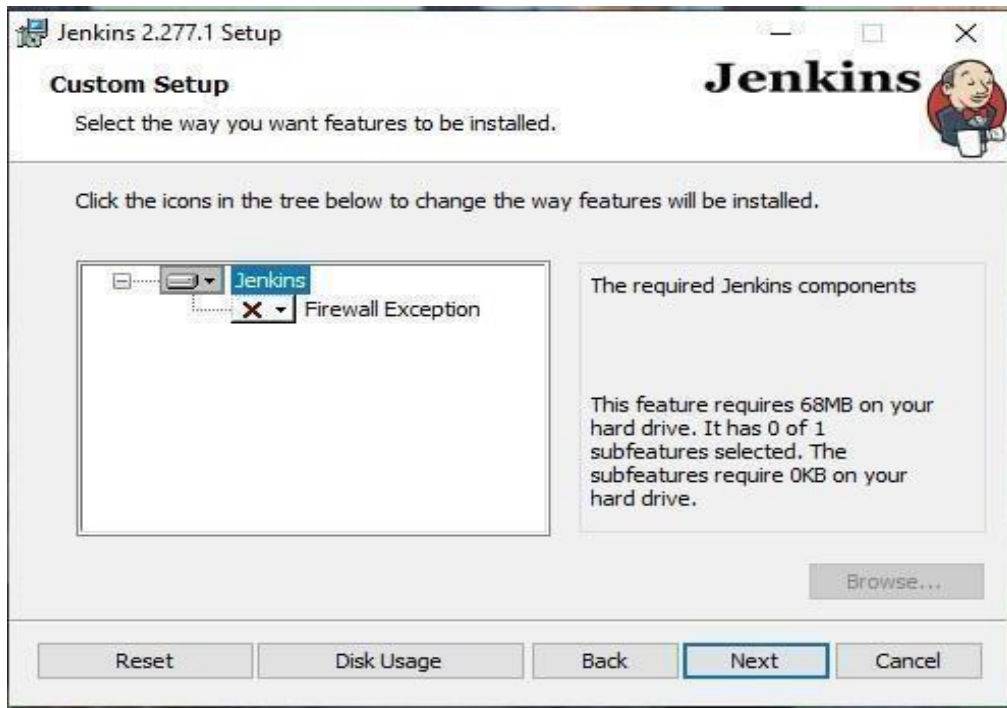 Jenkins 2.277.1 Setup
Custom Setup
Jenkins
Select the way you want features to be installed.
Click the icons in the tree below to change the way features will be installed.
Jenkins
Firewall Exception
The required Jenkins components
This feature requires 68MB on your
hard drive. It has 0 of 1
subfeatures selected. The
subfeatures require 0KB on your
hard drive.
Browse...
Reset
Disk Usage
Back
Next
Cancel